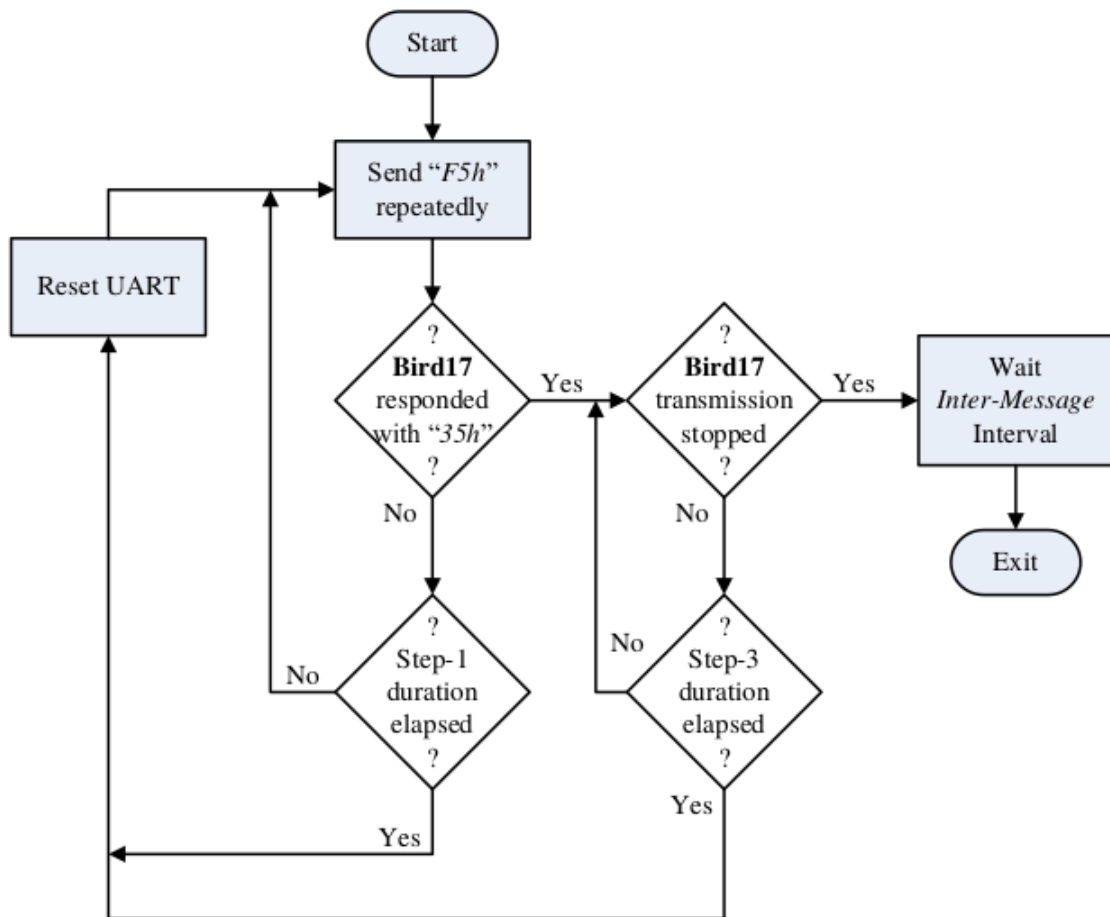 Start
Send “F5h”
repeatedly
Reset UART
?
Bird17
responded
with “35h”
?
Yes
?
Bird17
transmission
stopped
?
Yes
Wait
Inter-Message
Interval
No
No
Exit
?
Step-1
duration
elapsed
?
No
?
Step-3
duration
elapsed
?
No
Yes
Yes